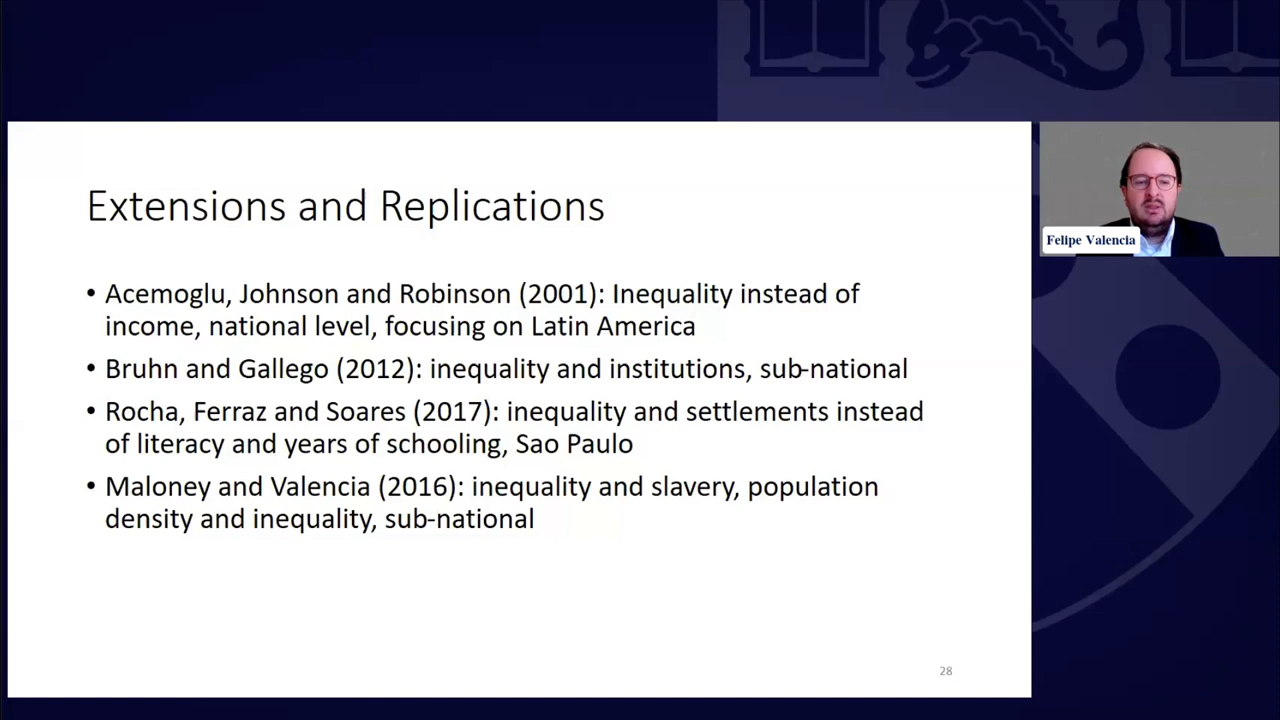 Extensions and Replications
• Acemoglu, Johnson and Robinson (2001): Inequality instead of
income, national level, focusing on Latin America
• Bruhn and Gallego (2012): inequality and institutions, sub-national
• Rocha, Ferraz and Soares (2017): inequality and settlements instead
of literacy and years of schooling, Sao Paulo
• Maloney and Valencia (2016): inequality and slavery, population
density and inequality, sub-national
28
Felipe Valencia